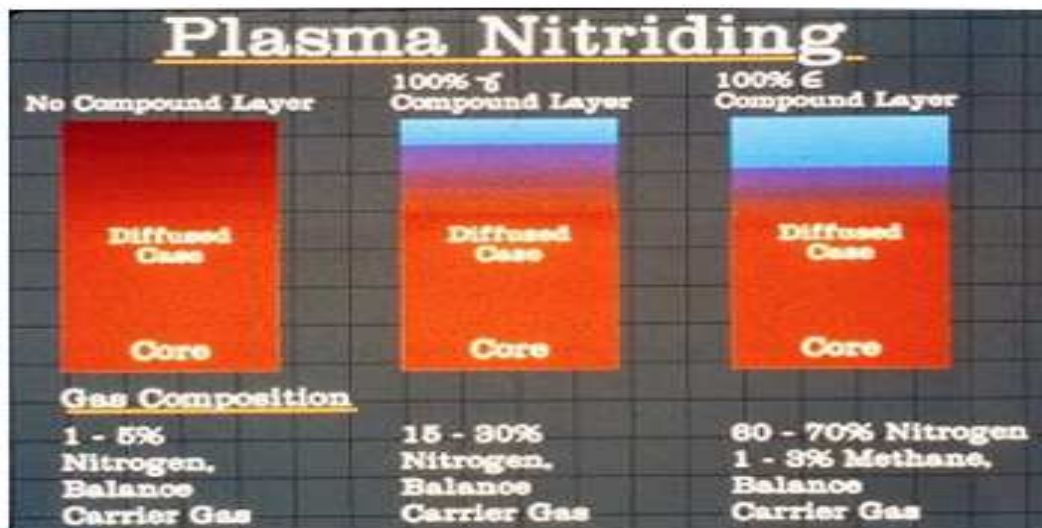 Plasma Nitriding
No Compound Layer
Diffused
Case
Core
100% γ
Compound Layer
Diffused
Case
Core
100% ∈
Compound Layer
Diffused
Case
Core
Gas Composition
1 - 5%
Nitrogen,
Balance
Carrier Gas
15 - 30%
Nitrogen,
Balance
Carrier Gas
60 - 70% Nitrogen
1 - 3% Methane,
Balance
Carrier Gas